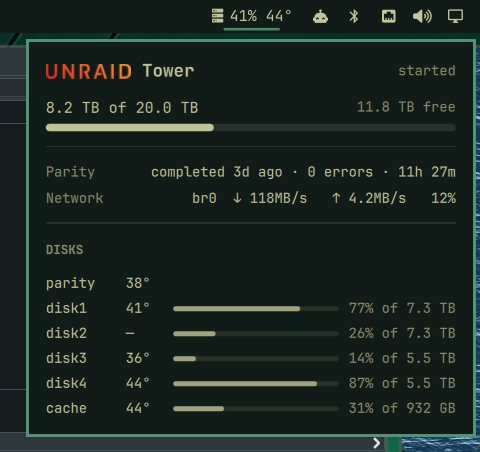 41% 44°
UNRAID Tower started
8.2 TB of 20.0 TB 11.8 TB free
Parity completed 3d ago · 0 errors · 11h 27m
Network br0 ↓ 118MB/s ↑ 4.2MB/s 12%
DISKS
parity 38°
disk1 41° 77% of 7.3 TB
disk2 — 26% of 7.3 TB
disk3 36° 14% of 5.5 TB
disk4 44° 87% of 5.5 TB
cache 44° 31% of 932 GB